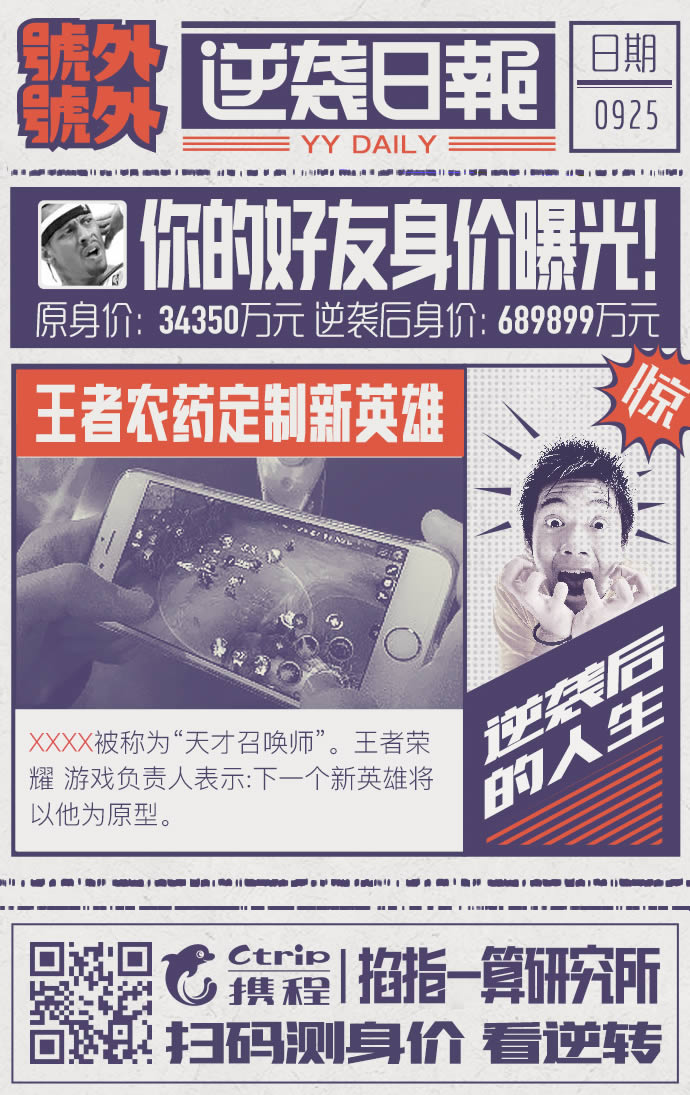 號外
號外
逆袭日報
YY DAILY
日期
0925
你的好友身价曝光!
原身价: 34350万元 逆袭后身价: 689899万元
王者农药定制新英雄
惊
逆袭后
的人生
XXXX被称为“天才召唤师”。王者荣
耀 游戏负责人表示:下一个新英雄将
以他为原型。
Ctrip
携程
掐指一算研究所
扫码测身价 看逆转